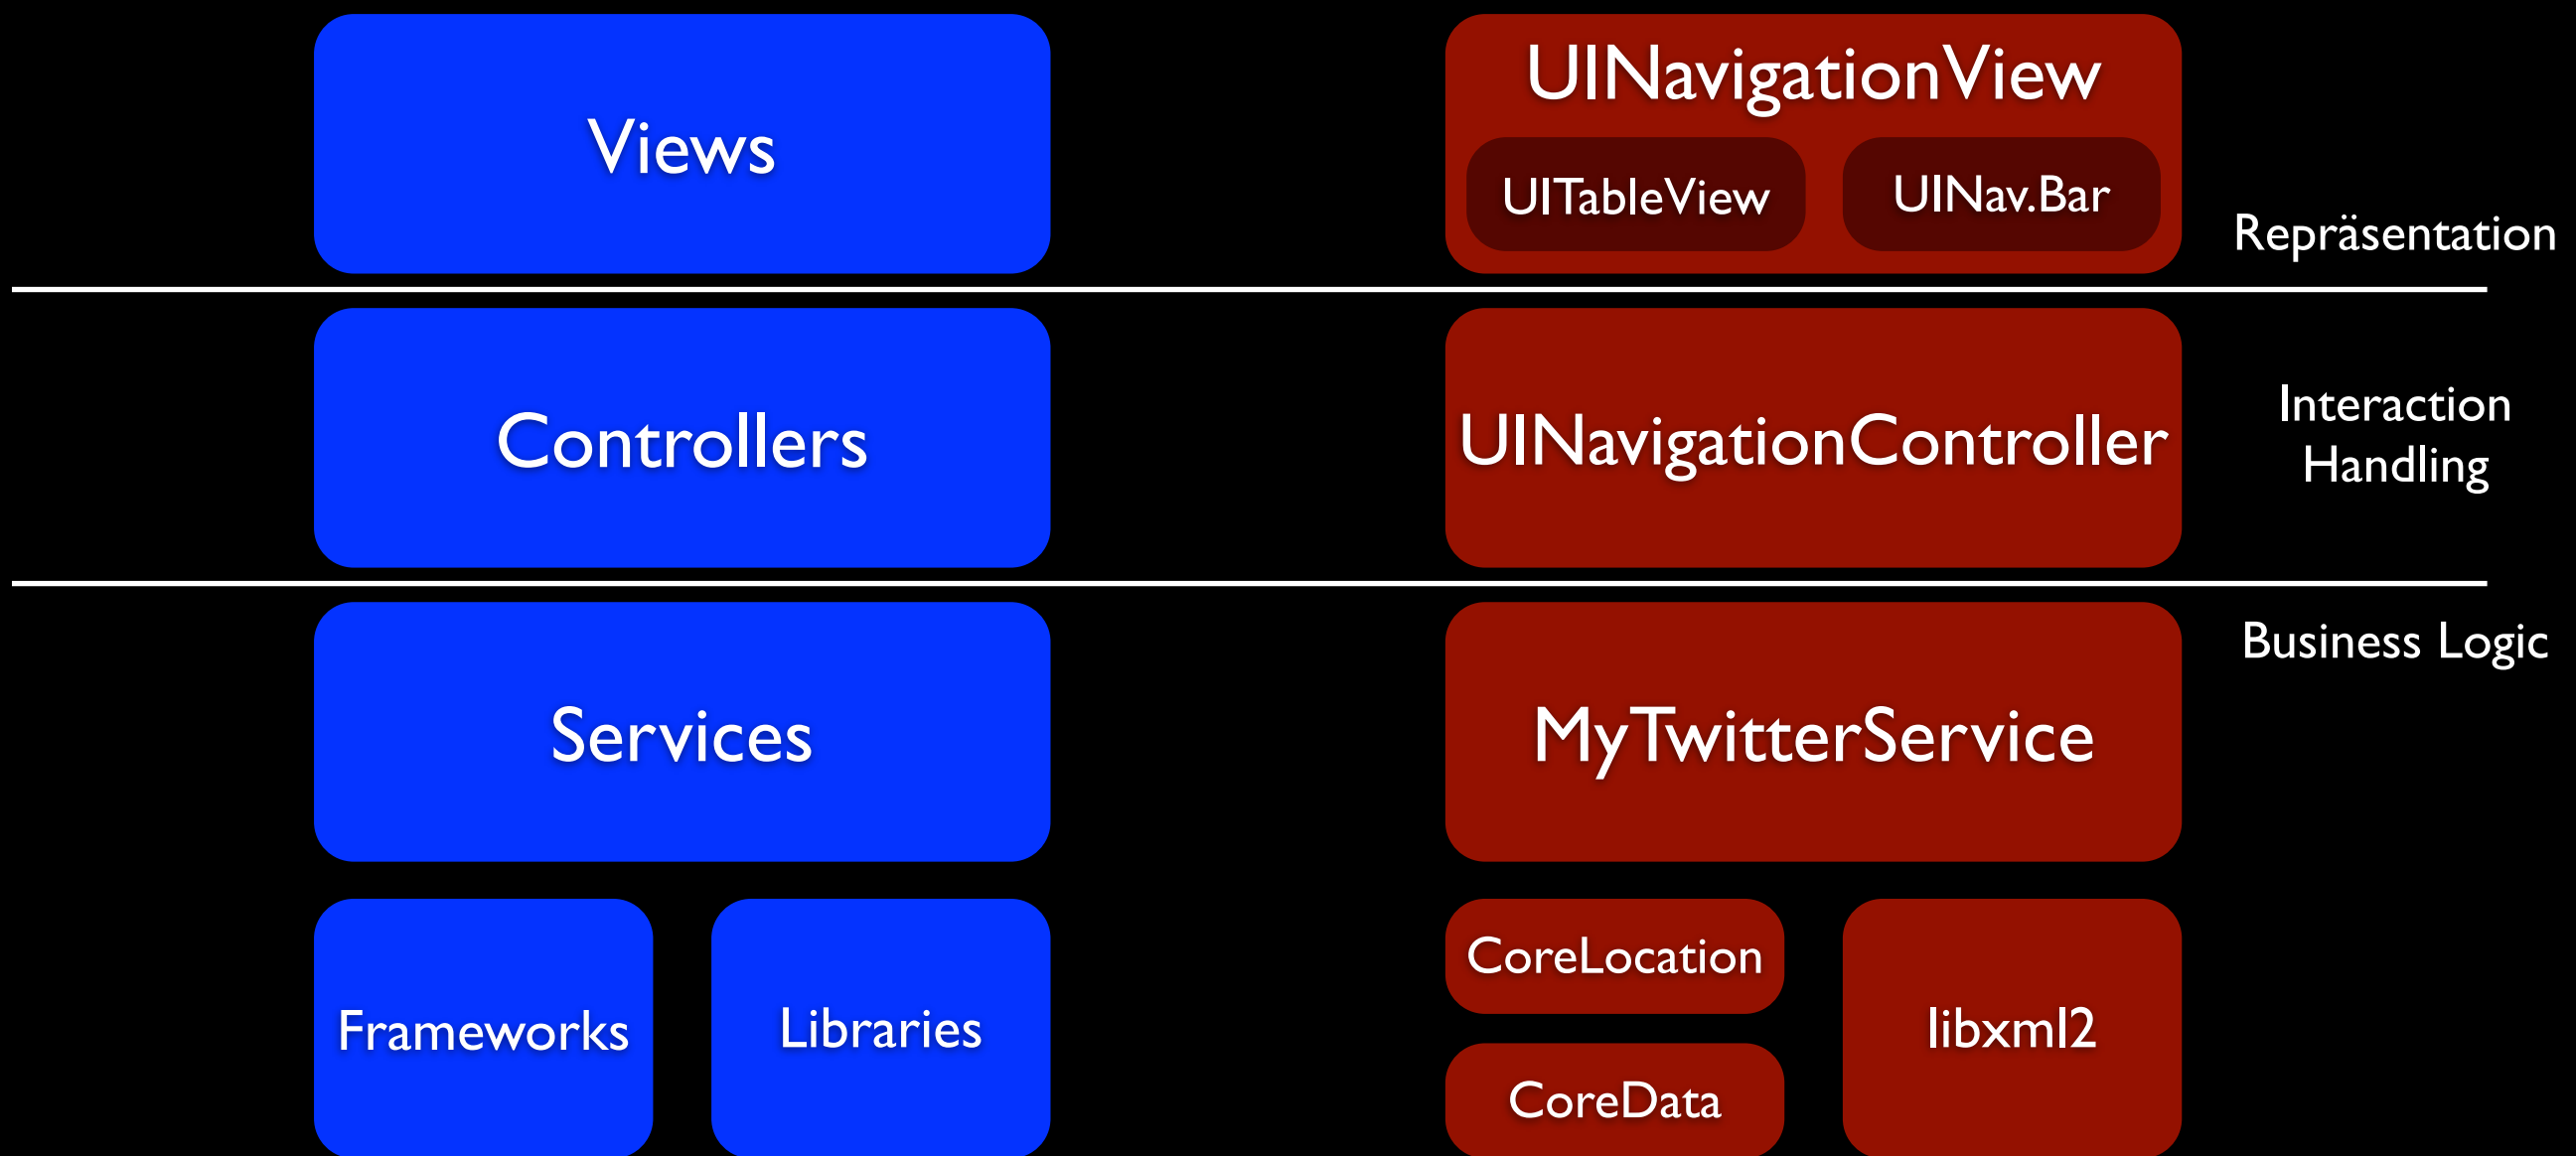 Views
UINavigationView
UITableView
UINav.Bar
Repräsentation
Controllers
UINavigationController
Interaction
Handling
Services
MyTwitterService
Business Logic
Frameworks
Libraries
CoreLocation
CoreData
libxml2